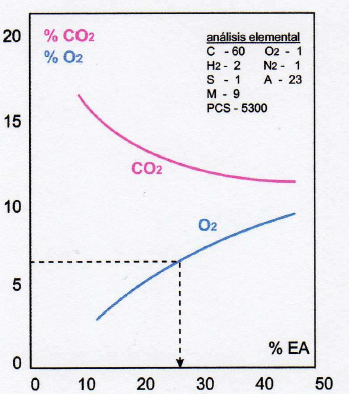 20
% CO2
% O2
análisis elemental
C - 60 O2 - 1
H2 - 2 N2 - 1
S - 1 A - 23
M - 9
PCS - 5300
15
CO2
10
O2
5
% EA
0
0 10 20 30 40 50